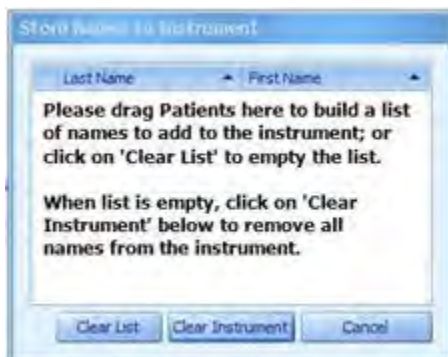 Store Names to Instrument
Last Name First Name
Please drag Patients here to build a list
of names to add to the instrument; or
click on 'Clear List' to empty the list.
When list is empty, click on 'Clear
Instrument' below to remove all
names from the instrument.
Clear List Clear Instrument Cancel